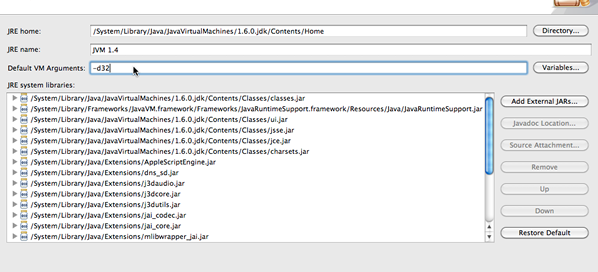 JRE home: /System/Library/Java/JavaVirtualMachines/1.6.0.jdk/Contents/Home Directory...
JRE name: JVM 1.4
Default VM Arguments: -d32 Variables...
JRE system libraries:
/System/Library/Java/JavaVirtualMachines/1.6.0.jdk/Contents/Classes/classes.jar
/System/Library/Frameworks/JavaVM.framework/Frameworks/JavaRuntimeSupport.framework/Resources/Java/JavaRuntimeSupport.jar
/System/Library/Java/JavaVirtualMachines/1.6.0.jdk/Contents/Classes/ui.jar
/System/Library/Java/JavaVirtualMachines/1.6.0.jdk/Contents/Classes/jsse.jar
/System/Library/Java/JavaVirtualMachines/1.6.0.jdk/Contents/Classes/jce.jar
/System/Library/Java/JavaVirtualMachines/1.6.0.jdk/Contents/Classes/charsets.jar
/System/Library/Java/Extensions/AppleScriptEngine.jar
/System/Library/Java/Extensions/dns_sd.jar
/System/Library/Java/Extensions/j3daudio.jar
/System/Library/Java/Extensions/j3dcore.jar
/System/Library/Java/Extensions/j3dutils.jar
/System/Library/Java/Extensions/jai_codec.jar
/System/Library/Java/Extensions/jai_core.jar
/System/Library/Java/Extensions/mlibwrapper_jai.jar
Add External JARs...
Javadoc Location...
Source Attachment...
Remove
Up
Down
Restore Default